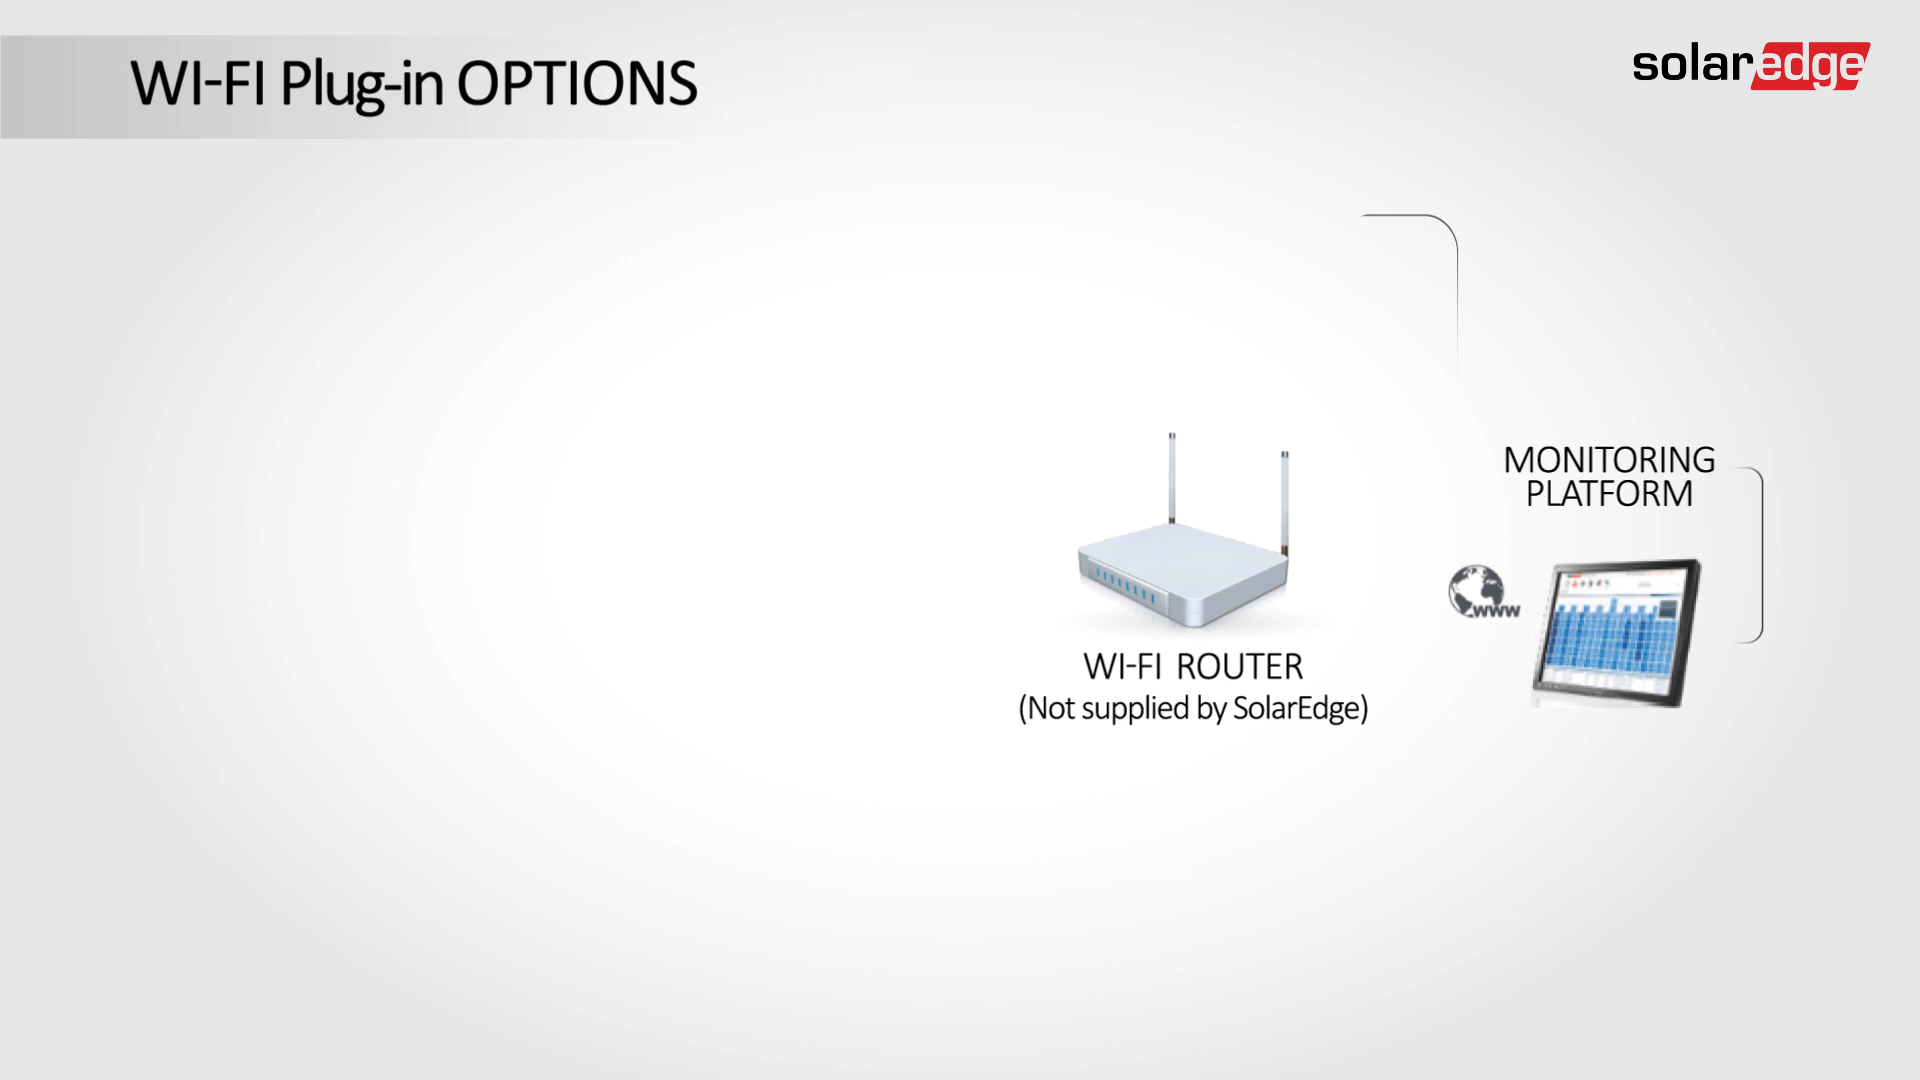 WI-FI Plug-in OPTIONS
solaredge
MONITORING
PLATFORM
www
WI-FI ROUTER
(Not supplied by SolarEdge)